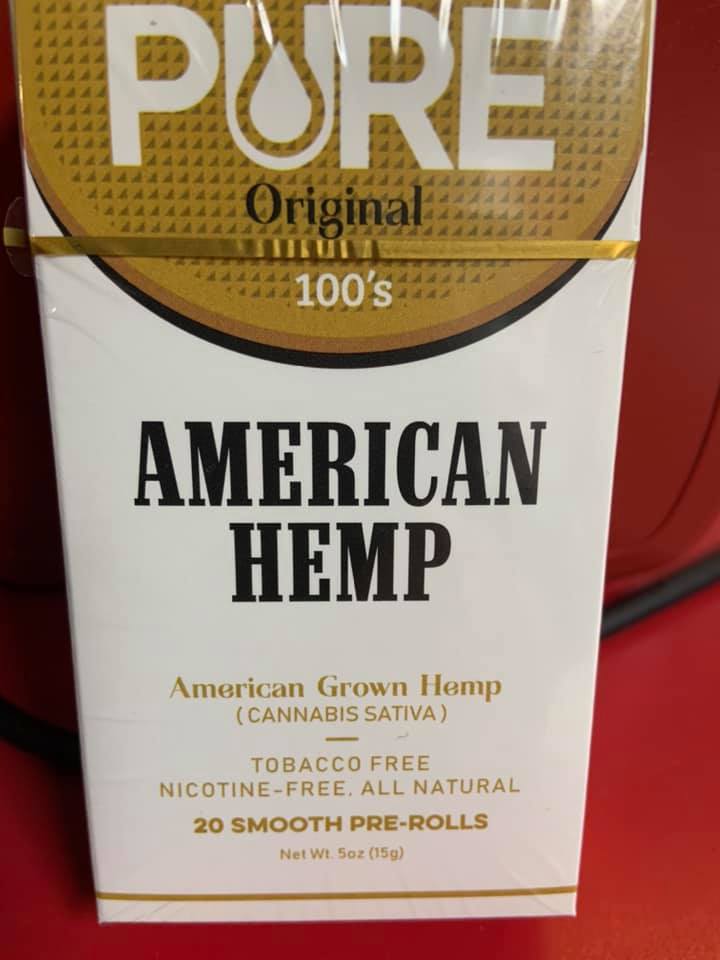 PURE
Original
100's
AMERICAN
HEMP
American Grown Hemp
(CANNABIS SATIVA)
TOBACCO FREE
NICOTINE-FREE, ALL NATURAL
20 SMOOTH PRE-ROLLS
Net Wt. 5oz (15g)